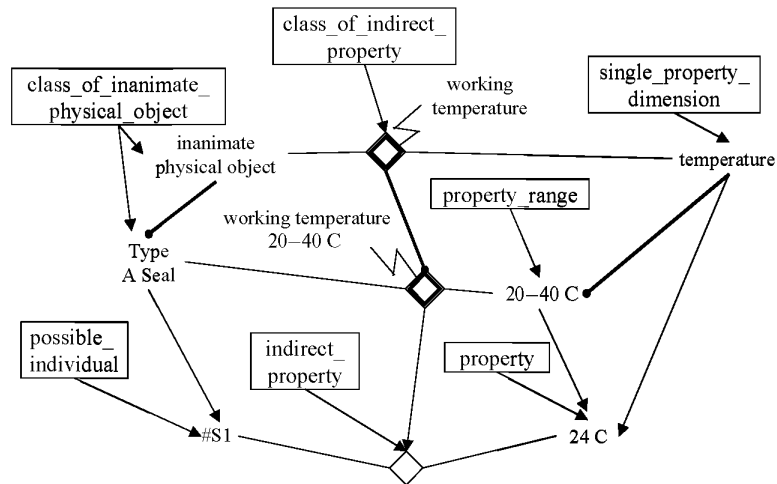 class_of_indirect_
property
class_of_inanimate_
physical_object
working
temperature
single_property_
dimension
inanimate
physical object
temperature
property_range
working temperature
20–40 C
Type
A Seal
20–40 C
possible_
individual
indirect_
property
property
#S1
24 C